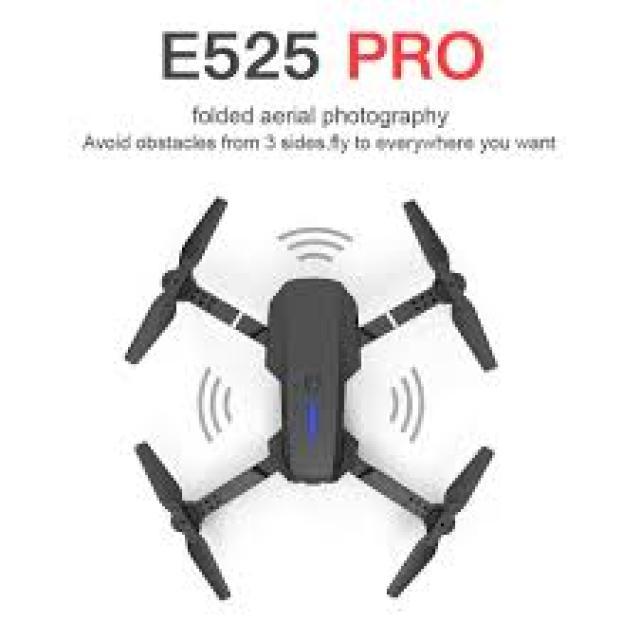 E525 PRO
folded aerial photography
Avoid obstacles from 3 sides,fly to everywhere you want